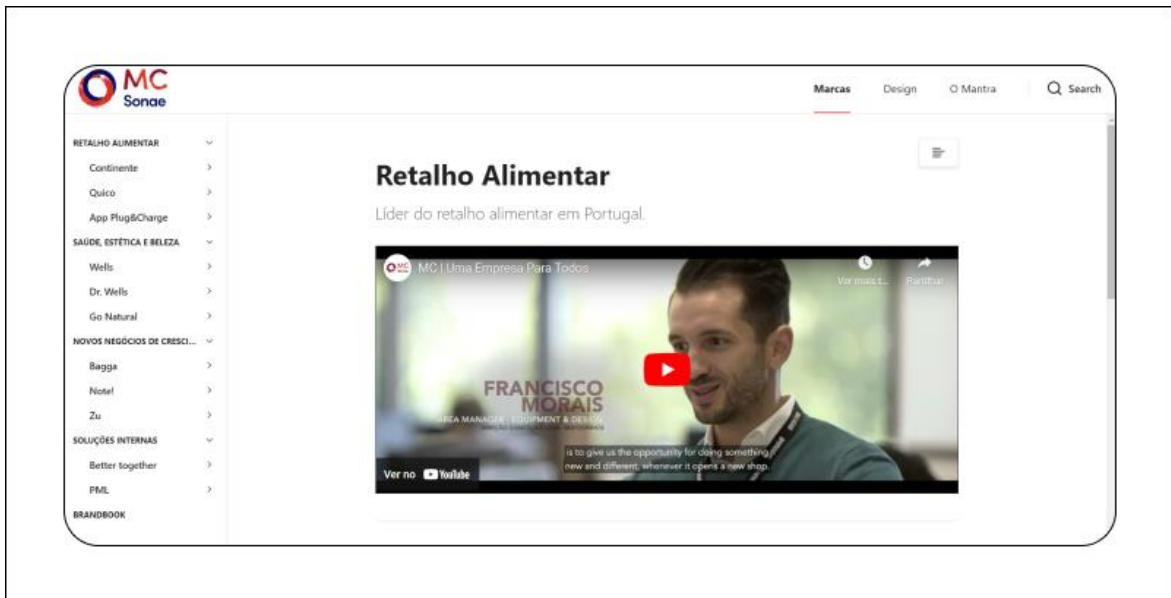 MC
Sonae
Marcas
Design
O Mantra
Search
RETALHO ALIMENTAR
Continente
Quico
App Plug&Charge
SAÚDE, ESTÉTICA E BELEZA
Wells
Dr. Wells
Go Natural
NOVOS NEGÓCIOS DE CRESCI...
Bagga
Note!
Zu
SOLUÇÕES INTERNAS
Better together
PML
BRANDBOOK
Retalho Alimentar
Líder do retalho alimentar em Portugal.
MC
MC | Uma Empresa Para Todos
Ver mais t...
Partilhar
FRANCISCO
MORAIS
AREA MANAGER - EQUIPMENT & DESIGN
is to give us the opportunity for doing something
new and different, whenever it opens a new shop.
Ver no YouTube